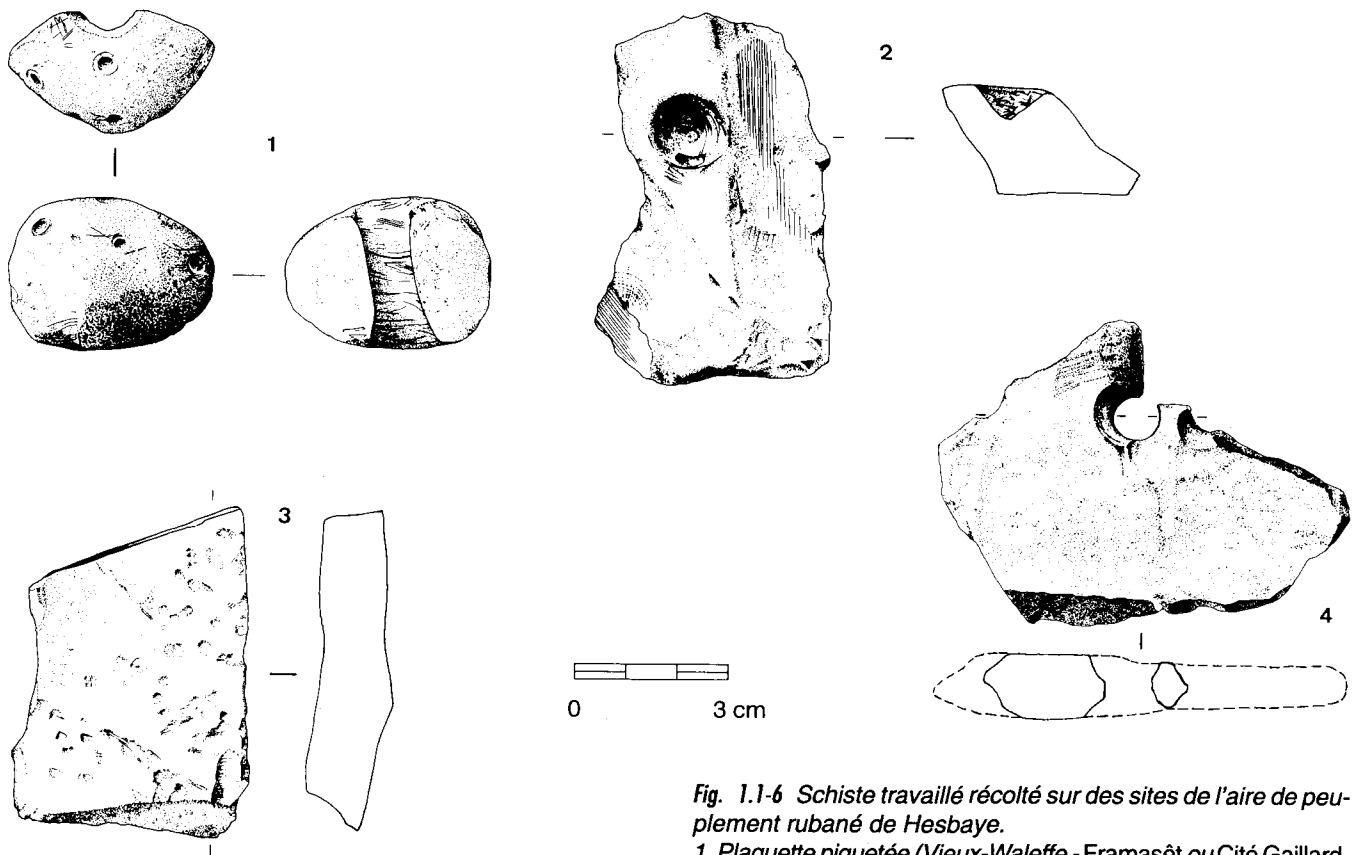 1
2
3
4
0 3 cm
Fig. 1.1-6 Schiste travaillé récolté sur des sites de l'aire de peu-
plement rubané de Hesbaye.
1. Plaquette piquetée (Vieux-Waleffe - Framasêt ou Cité Gaillard